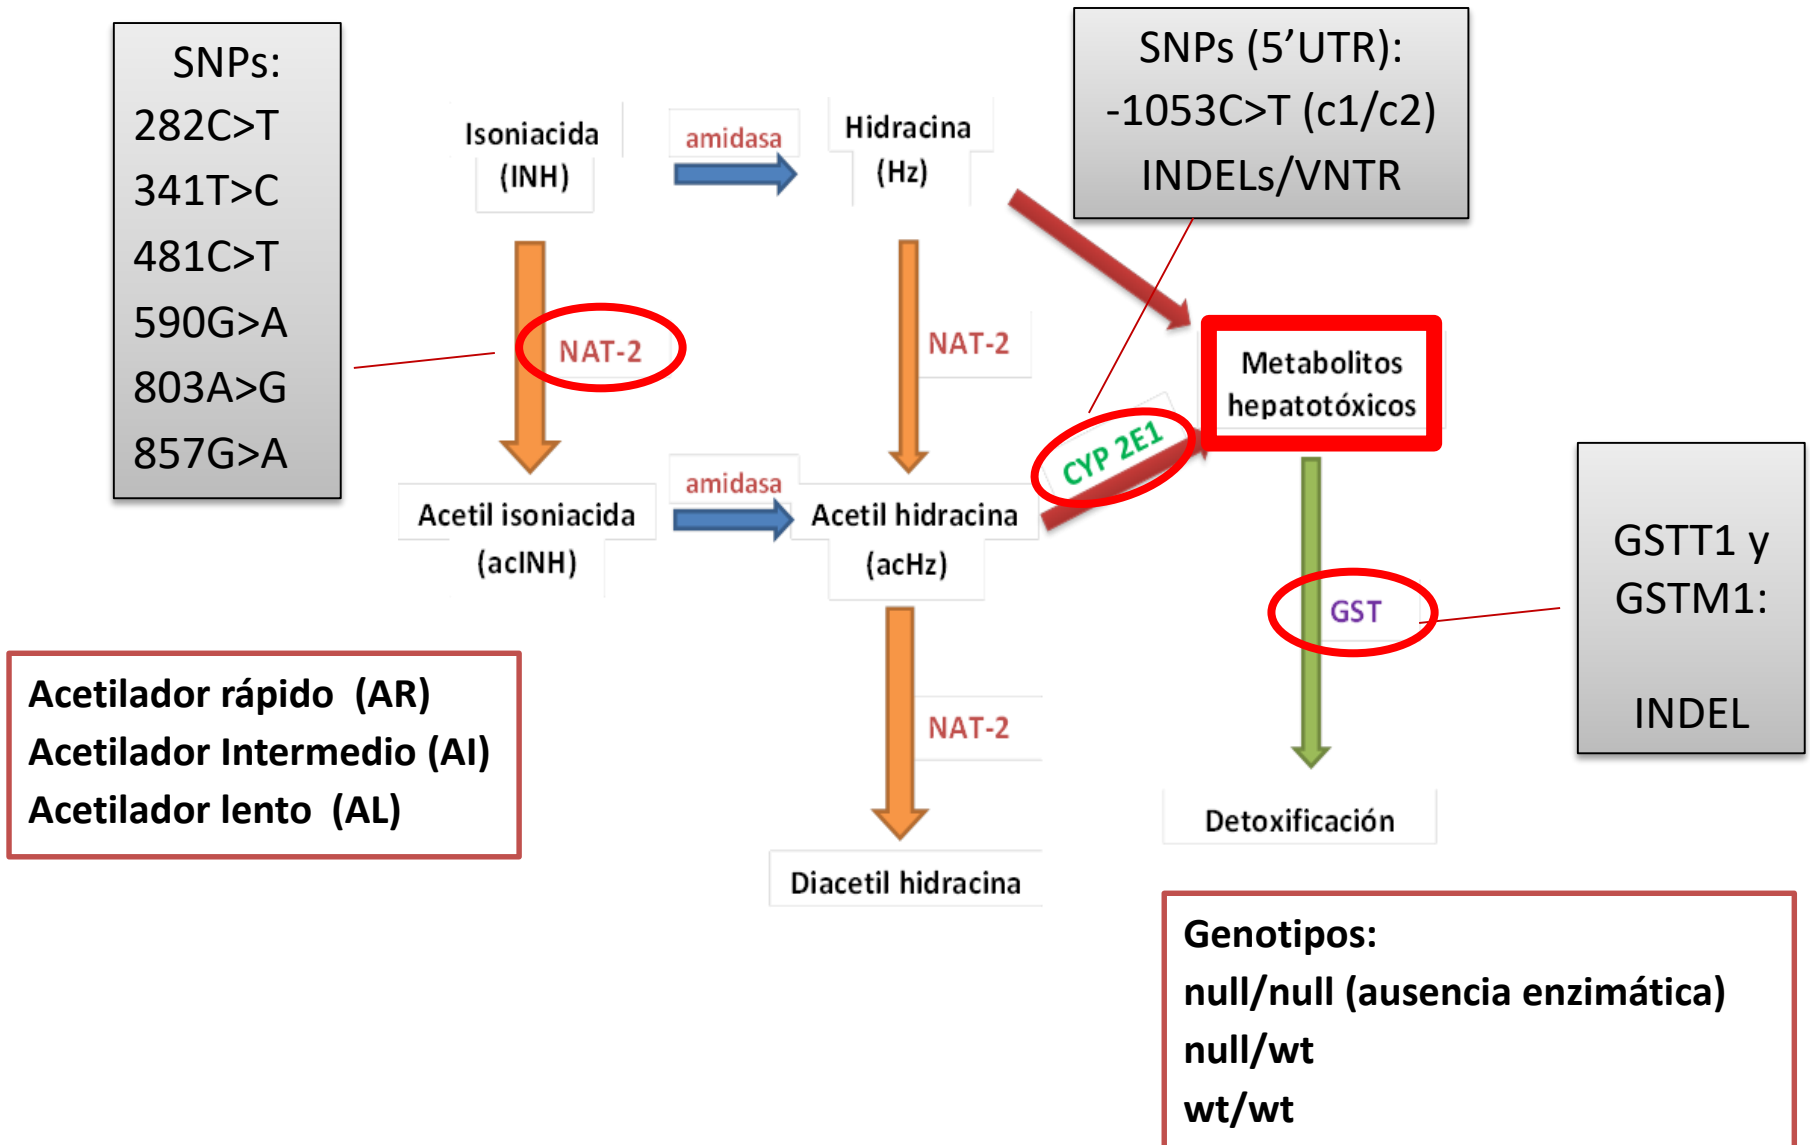 SNPs:
282C>T
341T>C
481C>T
590G>A
803A>G
857G>A
Isoniacida
(INH)
amidasa
Hidracina
(Hz)
SNPs (5’UTR):
-1053C>T (c1/c2)
INDELs/VNTR
NAT-2
NAT-2
CYP 2E1
Metabolitos
hepatotóxicos
Acetil isoniacida
(acINH)
amidasa
Acetil hidracina
(acHz)
GST
GSTT1 y
GSTM1:
INDEL
Acetilador rápido (AR)
Acetilador Intermedio (AI)
Acetilador lento (AL)
NAT-2
Detoxificación
Diacetil hidracina
Genotipos:
null/null (ausencia enzimática)
null/wt
wt/wt